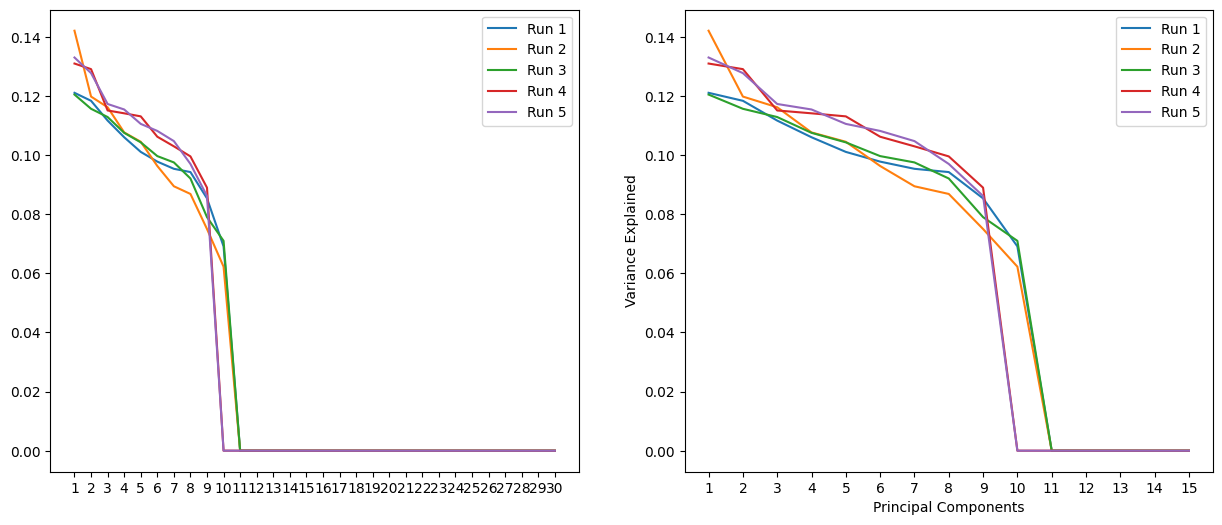 0.14
0.12
0.10
0.08
0.06
0.04
0.02
0.00
1 2 3 4 5 6 7 8 9 10 11 12 13 14 15 16 17 18 19 20 21 22 23 24 25 26 27 28 29 30
Run 1
Run 2
Run 3
Run 4
Run 5
Variance Explained
0.14
0.12
0.10
0.08
0.06
0.04
0.02
0.00
1 2 3 4 5 6 7 8 9 10 11 12 13 14 15
Principal Components
Run 1
Run 2
Run 3
Run 4
Run 5